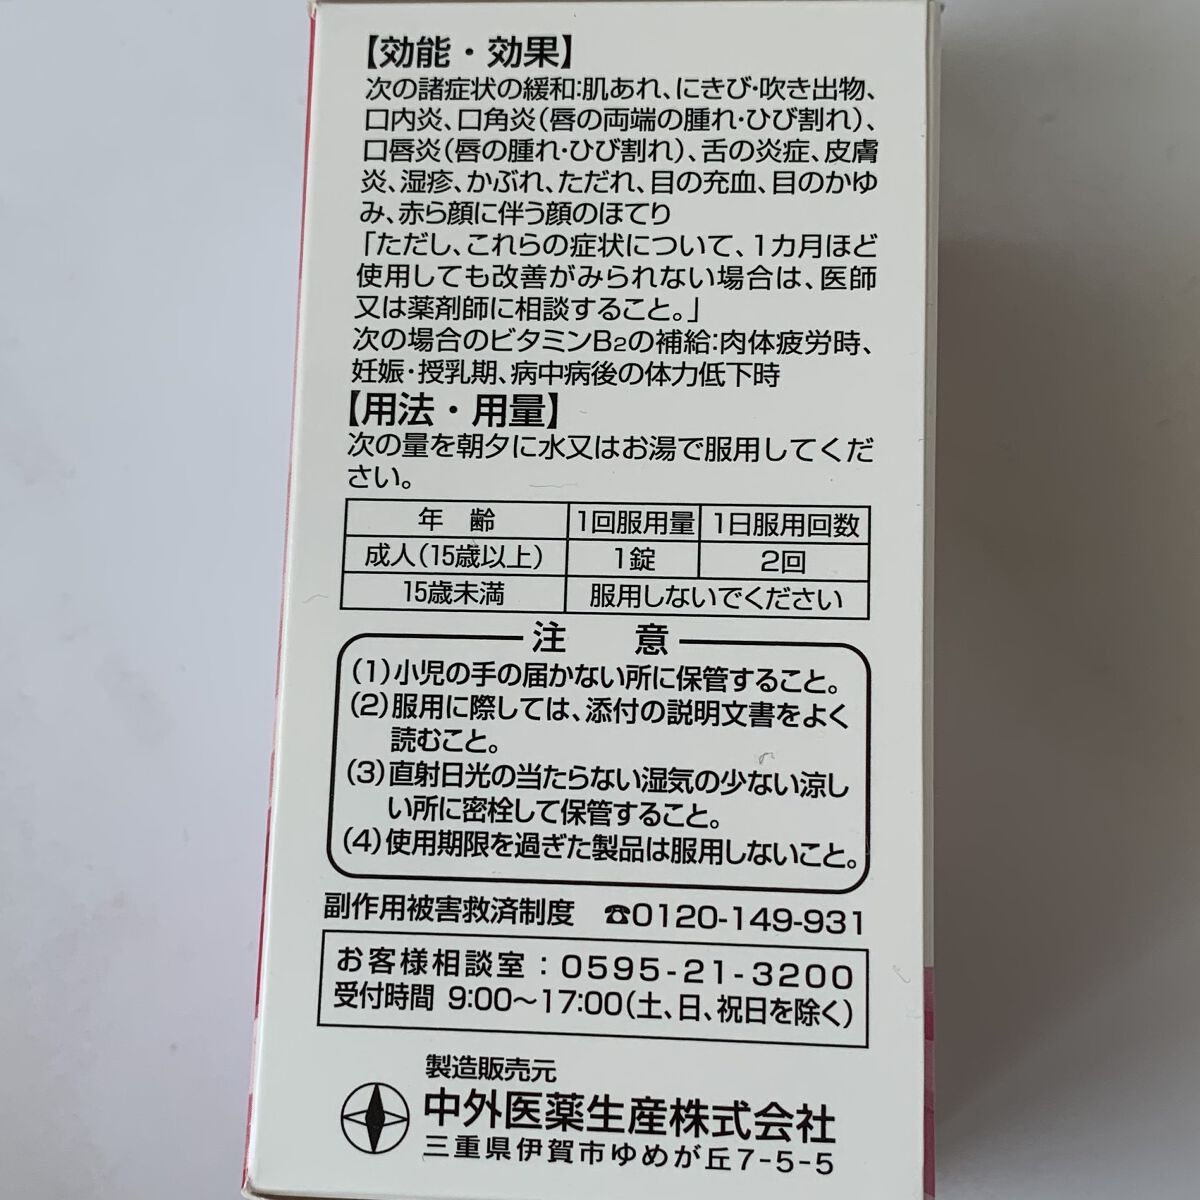 【効能・効果】
次の諸症状の緩和:肌あれ、にきび・吹き出物、
口内炎、口角炎(唇の両端の腫れ・ひび割れ)、
口唇炎(唇の腫れ・ひび割れ)、舌の炎症、皮膚
炎、湿疹、かぶれ、ただれ、目の充血、目のかゆ
み、赤ら顔に伴う顔のほてり
「ただし、これらの症状について、1カ月ほど
使用しても改善がみられない場合は、医師
又は薬剤師に相談すること。」
次の場合のビタミンB2の補給:肉体疲労時、
妊娠・授乳期、病中病後の体力低下時
【用法・用量】
次の量を朝夕に水又はお湯で服用してくだ
さい。
年 齢 1回服用量 1日服用回数
成人(15歳以上) 1錠 2回
15歳未満 服用しないでください
注 意
(1)小児の手の届かない所に保管すること。
(2)服用に際しては、添付の説明文書をよく
読むこと。
(3)直射日光の当たらない湿気の少ない涼し
い所に密栓して保管すること。
(4)使用期限を過ぎた製品は服用しないこと。
副作用被害救済制度 ☎0120-149-931
お客様相談室:0595-21-3200
受付時間 9:00〜17:00(土、日、祝日を除く)
製造販売元
中外医薬生産株式会社
三重県伊賀市ゆめが丘7-5-5